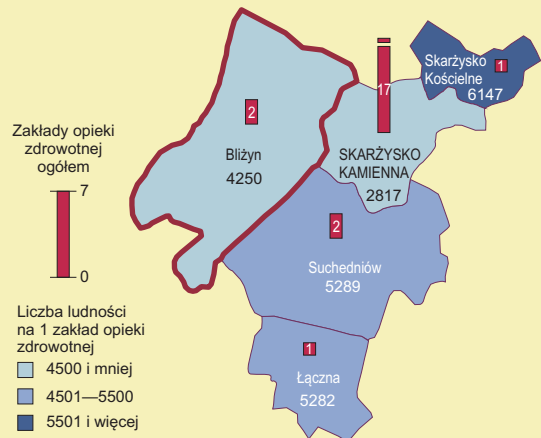 Skarżysko
Kościelne
1
6147
17
2
Bliżyn
4250
SKARŻYSKO
KAMIENNA
2817
2
Suchedniów
5289
1
Łączna
5282
Zakłady opieki
zdrowotnej
ogółem
7
0
Liczba ludności
na 1 zakład opieki
zdrowotnej
4500 i mniej
4501—5500
5501 i więcej